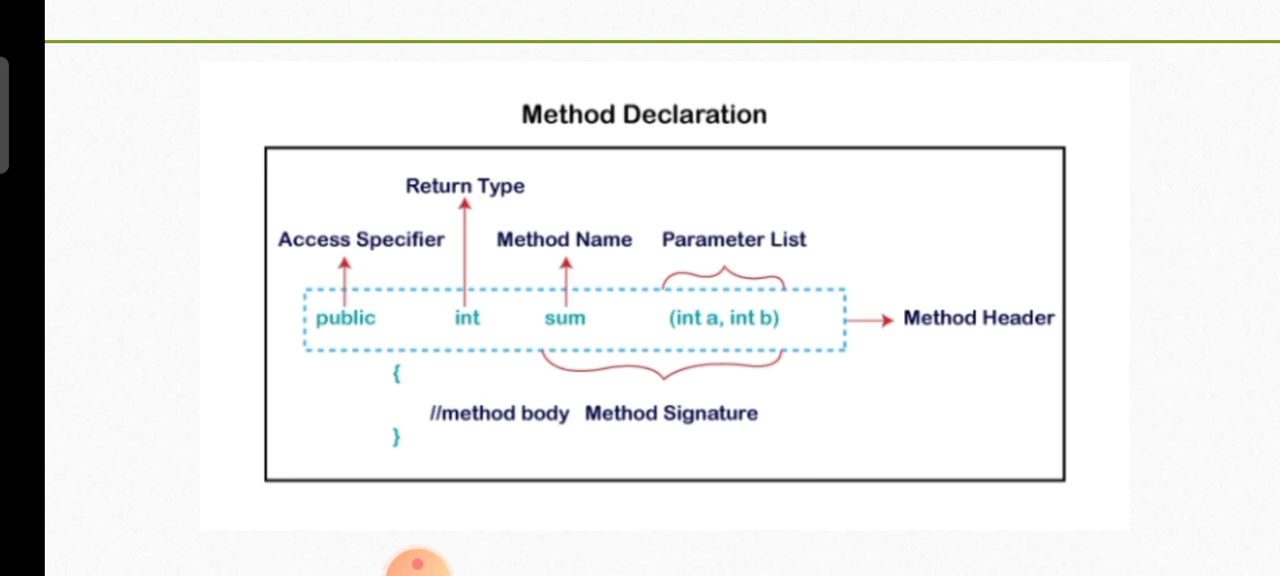 Method Declaration
Return Type
Access Specifier Method Name Parameter List
public int sum (int a, int b) Method Header
{
//method body Method Signature
}